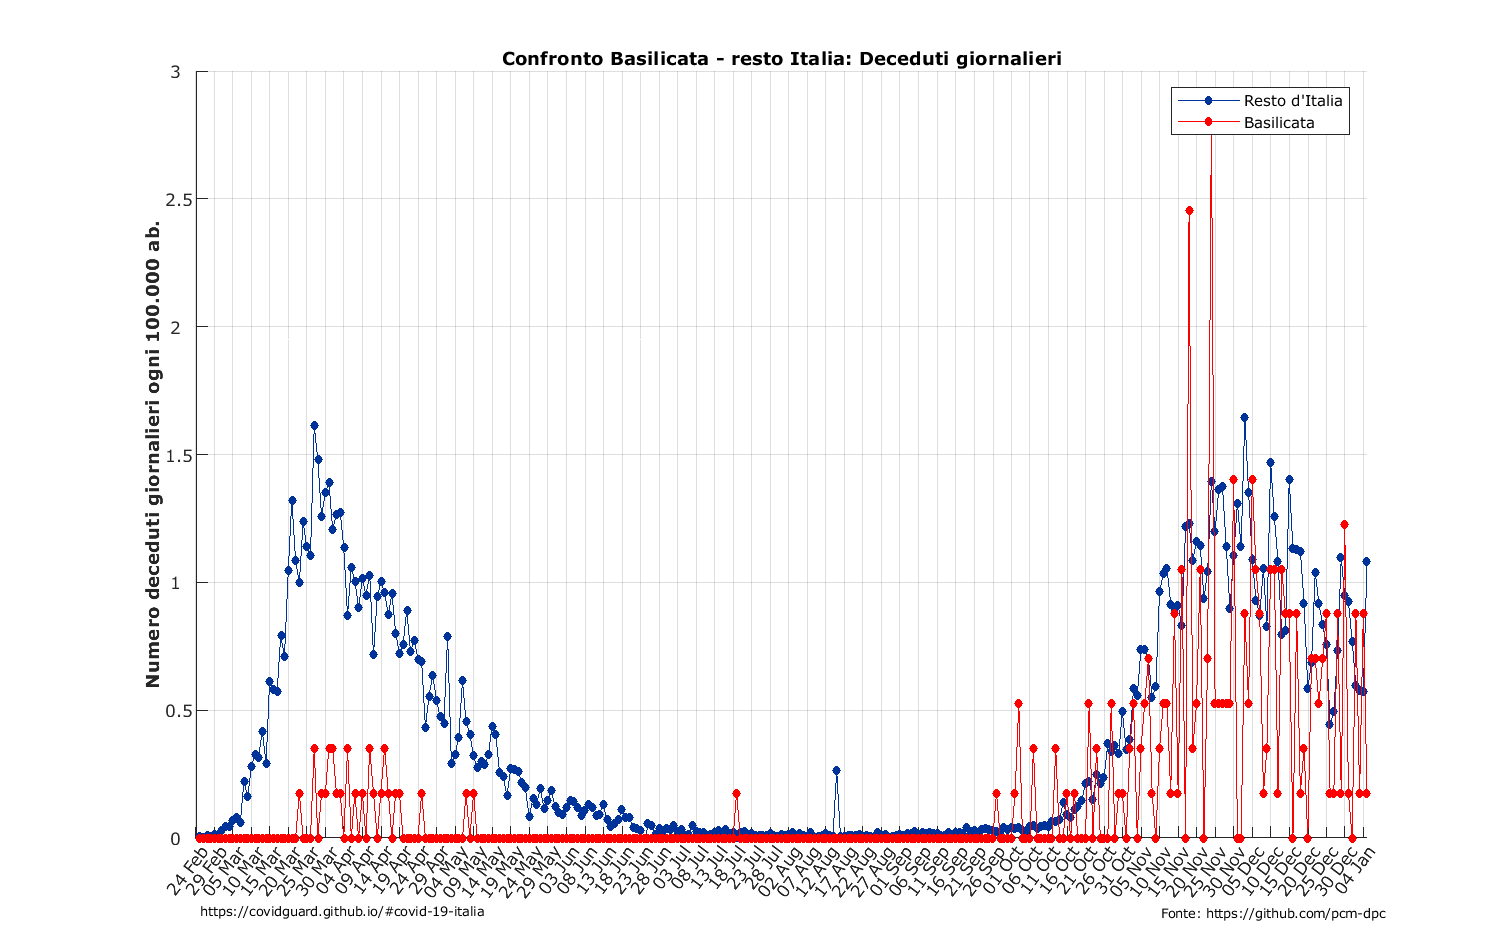 Confronto Basilicata - resto Italia: Deceduti giornalieri
Numero deceduti giornalieri ogni 100.000 ab.
3
2.5
2
1.5
1
0.5
0
Resto d'Italia
Basilicata
24 Feb
29 Feb
05 Mar
10 Mar
15 Mar
20 Mar
25 Mar
30 Mar
04 Apr
09 Apr
14 Apr
19 Apr
24 Apr
29 Apr
04 May
09 May
14 May
19 May
24 May
29 May
03 Jun
08 Jun
13 Jun
18 Jun
23 Jun
28 Jun
03 Jul
08 Jul
13 Jul
18 Jul
23 Jul
28 Jul
02 Aug
07 Aug
12 Aug
17 Aug
22 Aug
27 Aug
01 Sep
06 Sep
11 Sep
16 Sep
21 Sep
26 Sep
01 Oct
06 Oct
11 Oct
16 Oct
21 Oct
26 Oct
31 Oct
05 Nov
10 Nov
15 Nov
20 Nov
25 Nov
30 Nov
05 Dec
10 Dec
15 Dec
20 Dec
25 Dec
30 Dec
04 Jan
https://covidguard.github.io/#covid-19-italia
Fonte: https://github.com/pcm-dpc